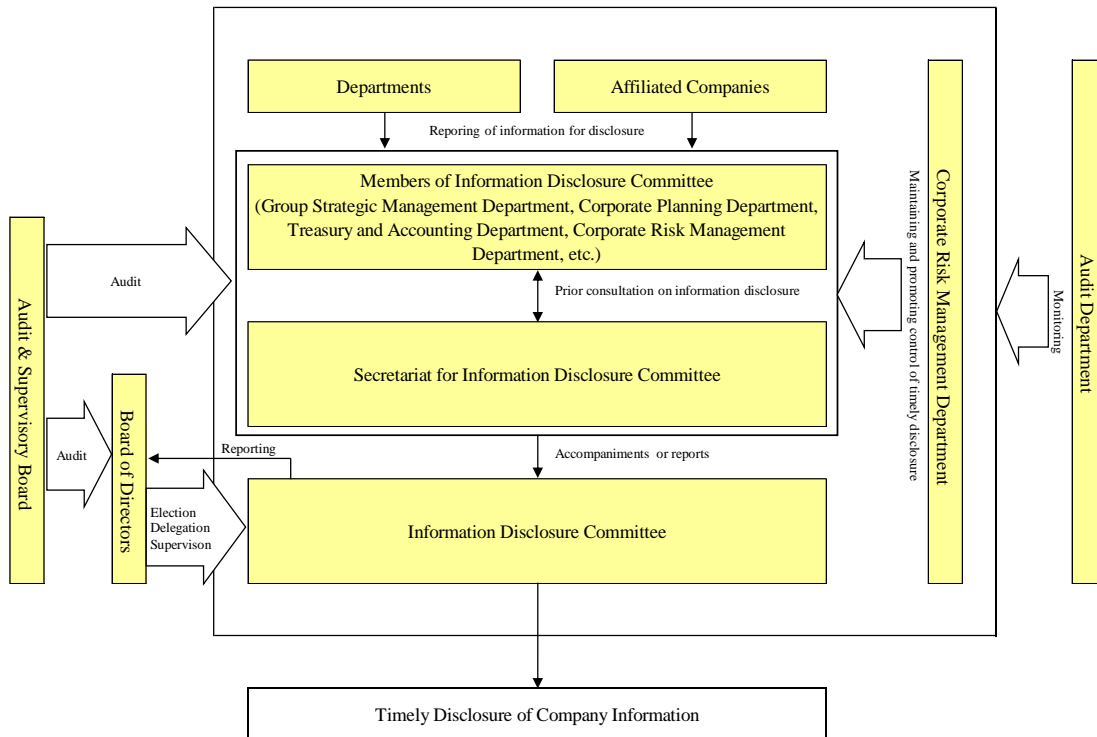 Departments
Affiliated Companies
Reporting of information for disclosure
Members of Information Disclosure Committee
(Group Strategic Management Department, Corporate Planning Department,
Treasury and Accounting Department, Corporate Risk Management
Department, etc.)
Prior consultation on information disclosure
Secretariat for Information Disclosure Committee
Accompaniments or reports
Information Disclosure Committee
Timely Disclosure of Company Information
Audit & Supervisory Board
Audit
Audit
Board of Directors
Reporting
Election
Delegation
Supervison
Maintaining and promoting control of timely disclosure
Corporate Risk Management Department
Monitoring
Audit Department